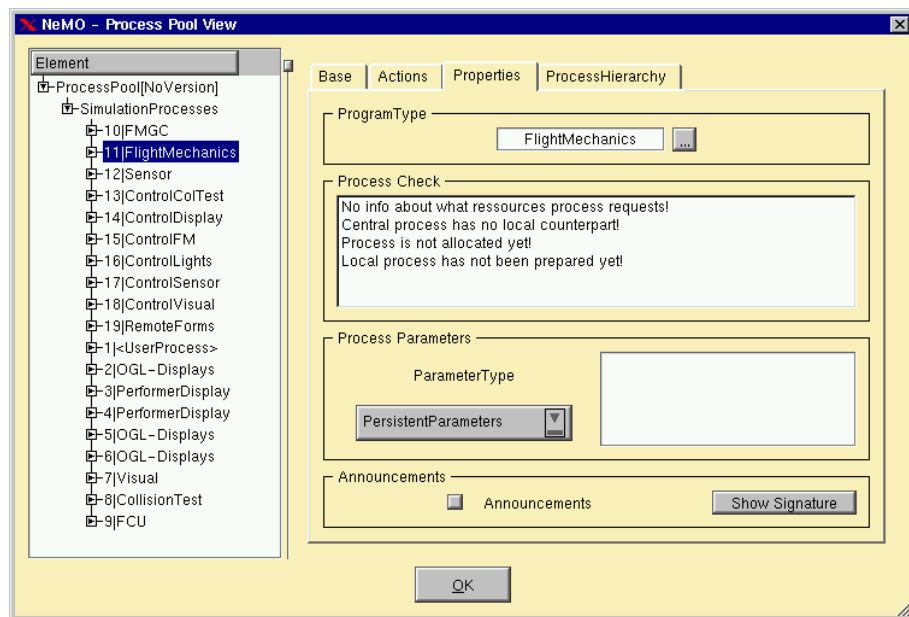 NeMO - Process Pool View
Element
ProcessPool[NoVersion]
SimulationProcesses
10|FMGC
11|FlightMechanics
12|Sensor
13|ControlColTest
14|ControlDisplay
15|ControlFM
16|ControlLights
17|ControlSensor
18|ControlVisual
19|RemoteForms
1|<UserProcess>
2|OGL-Displays
3|PerformerDisplay
4|PerformerDisplay
5|OGL-Displays
6|OGL-Displays
7|Visual
8|CollisionTest
9|FCU
Base Actions Properties ProcessHierarchy
ProgramType
FlightMechanics ...
Process Check
No info about what ressources process requests!
Central process has no local counterpart!
Process is not allocated yet!
Local process has not been prepared yet!
Process Parameters
ParameterType
PersistentParameters
Announcements
Announcements Show Signature
OK